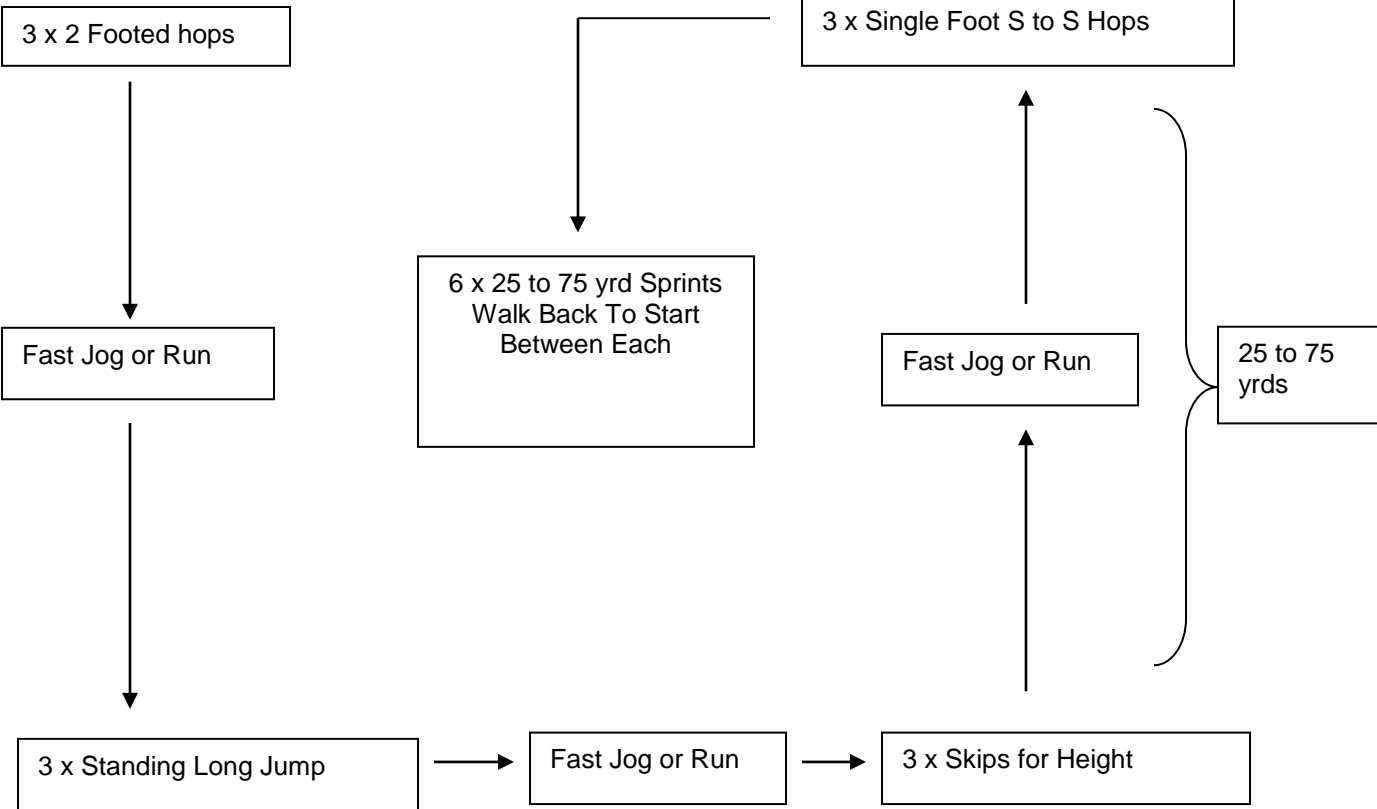 3 x 2 Footed hops
3 x Single Foot S to S Hops
6 x 25 to 75 yrd Sprints
Walk Back To Start
Between Each
Fast Jog or Run
Fast Jog or Run
25 to 75
yrds
3 x Standing Long Jump
Fast Jog or Run
3 x Skips for Height